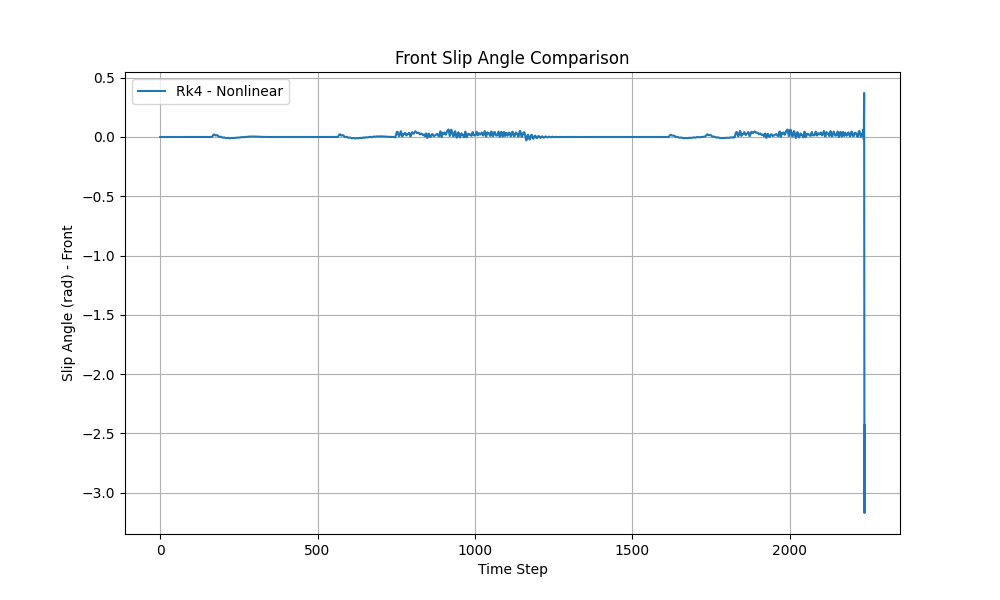 Front Slip Angle Comparison
Rk4 - Nonlinear
Slip Angle (rad) - Front
0.5
0.0
−0.5
−1.0
−1.5
−2.0
−2.5
−3.0
0 500 1000 1500 2000
Time Step